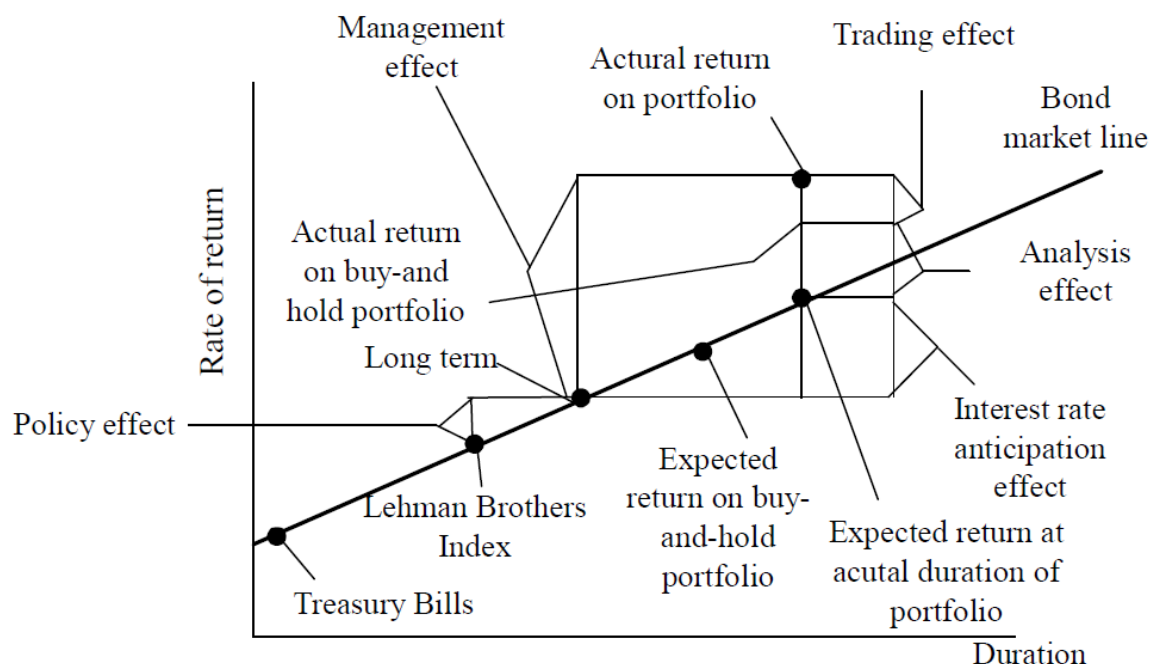 Management
effect
Trading effect
Actural return
on portfolio
Bond
market line
Rate of return
Actual return
on buy-and
hold portfolio
Analysis
effect
Long term
Policy effect
Interest rate
anticipation
effect
Expected
return on buy-
and-hold
portfolio
Lehman Brothers
Index
Expected return at
acutal duration of
portfolio
Treasury Bills
Duration